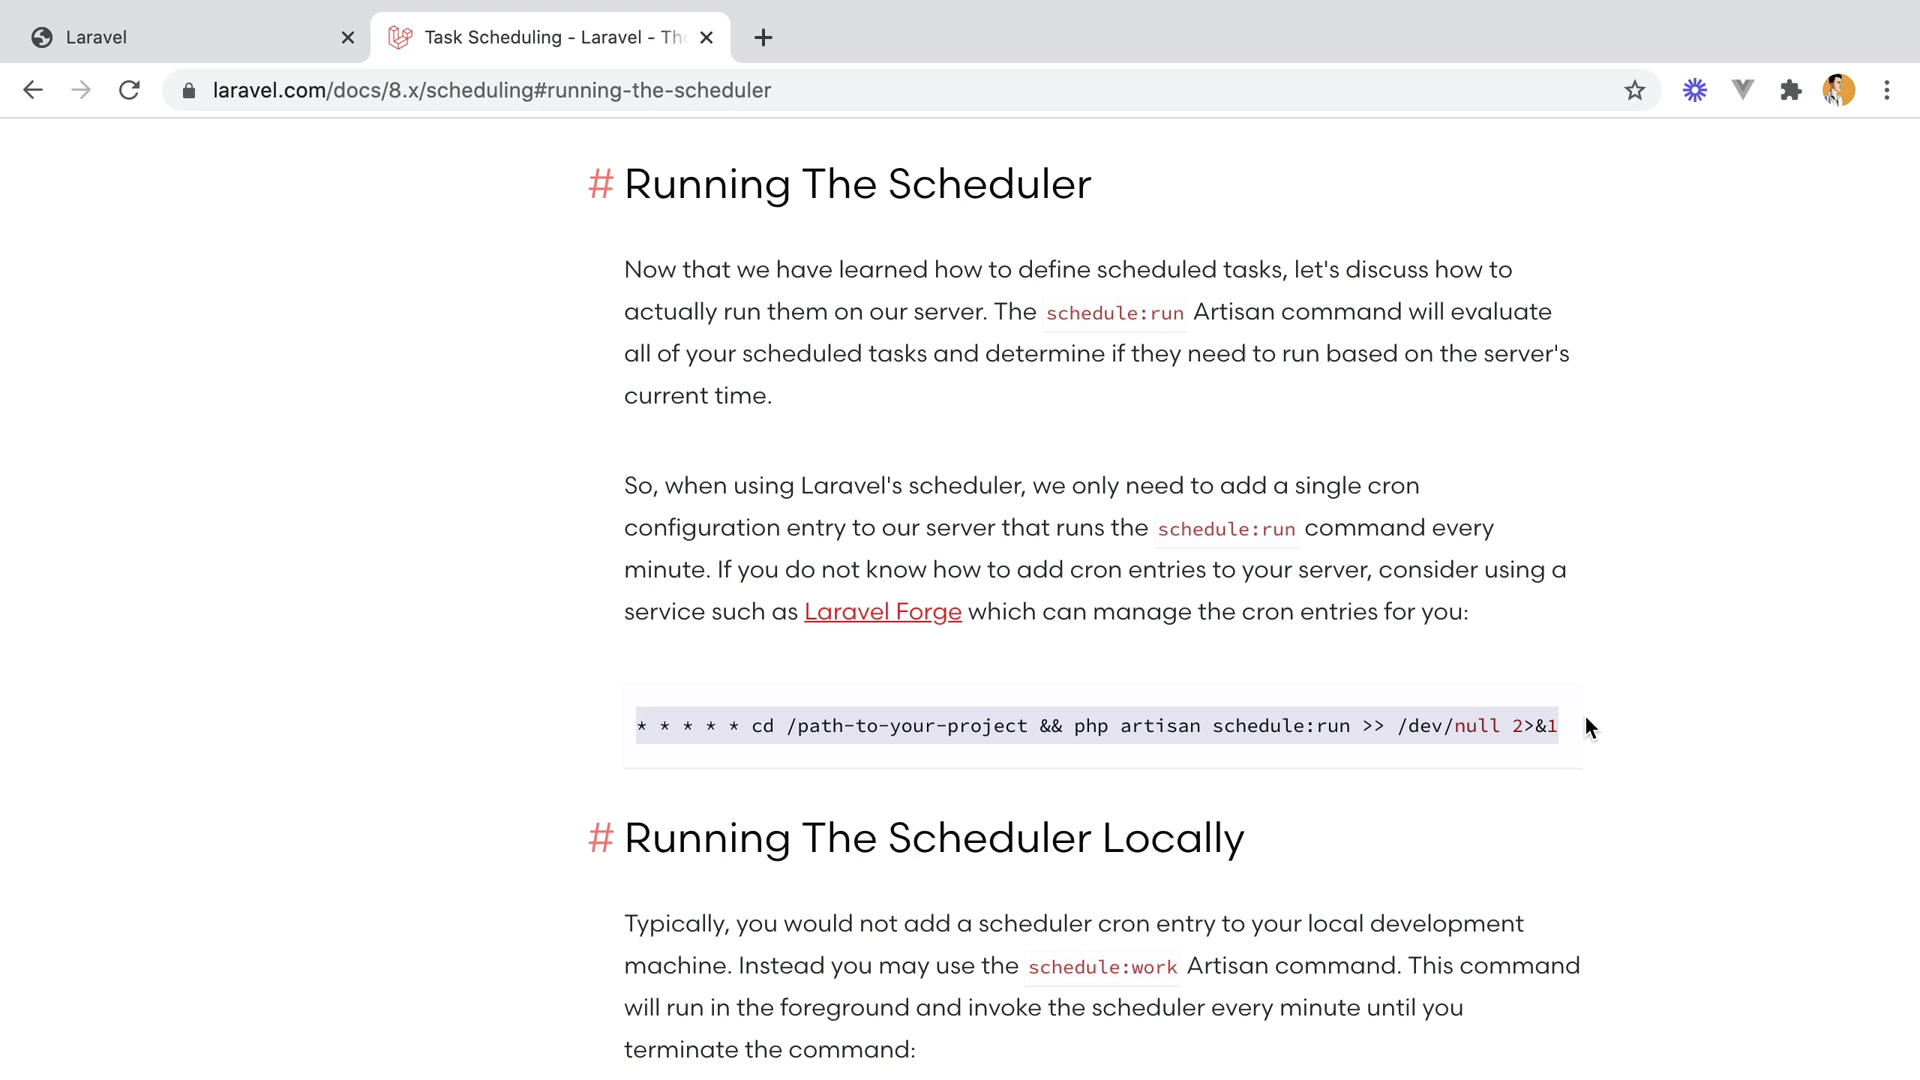 Laravel
Task Scheduling - Laravel - The
laravel.com/docs/8.x/scheduling#running-the-scheduler
# Running The Scheduler
Now that we have learned how to define scheduled tasks, let's discuss how to
actually run them on our server. The schedule:run Artisan command will evaluate
all of your scheduled tasks and determine if they need to run based on the server's
current time.
So, when using Laravel's scheduler, we only need to add a single cron
configuration entry to our server that runs the schedule:run command every
minute. If you do not know how to add cron entries to your server, consider using a
service such as Laravel Forge which can manage the cron entries for you:
* * * * * cd /path-to-your-project && php artisan schedule:run >> /dev/null 2>&1
# Running The Scheduler Locally
Typically, you would not add a scheduler cron entry to your local development
machine. Instead you may use the schedule:work Artisan command. This command
will run in the foreground and invoke the scheduler every minute until you
terminate the command: